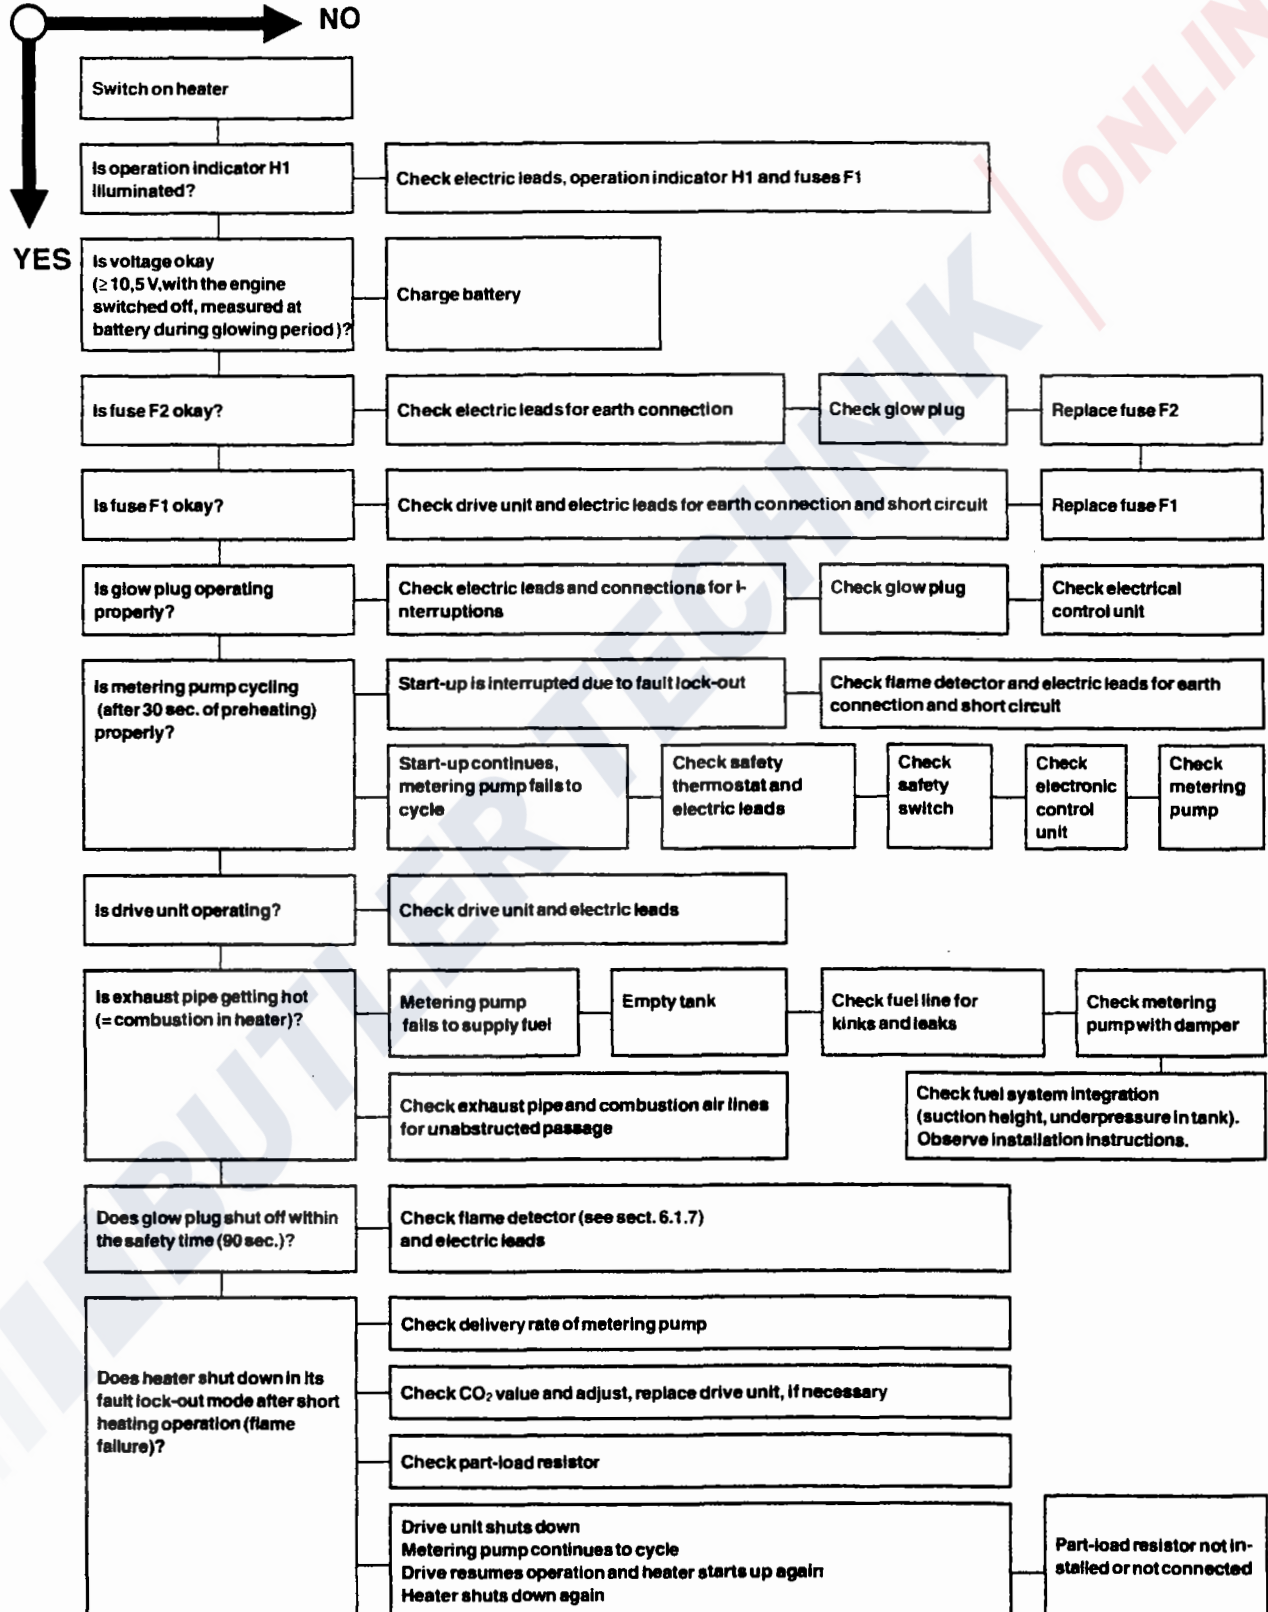 NO
YES
Switch on heater
Is operation indicator H1
illuminated?
Check electric leads, operation indicator H1 and fuses F1
Is voltage okay
(≥ 10,5 V, with the engine
switched off, measured at
battery during glowing period)?
Charge battery
Is fuse F2 okay?
Check electric leads for earth connection
Check glow plug
Replace fuse F2
Is fuse F1 okay?
Check drive unit and electric leads for earth connection and short circuit
Replace fuse F1
Is glow plug operating
properly?
Check electric leads and connections for i-
nterruptions
Check glow plug
Check electrical
control unit
Is metering pump cycling
(after 30 sec. of preheating)
properly?
Start-up is interrupted due to fault lock-out
Check flame detector and electric leads for earth
connection and short circuit
Start-up continues,
metering pump fails to
cycle
Check safety
thermostat and
electric leads
Check
safety
switch
Check
electronic
control
unit
Check
metering
pump
Is drive unit operating?
Check drive unit and electric leads
Is exhaust pipe getting hot
(= combustion in heater)?
Metering pump
fails to supply fuel
Empty tank
Check fuel line for
kinks and leaks
Check metering
pump with damper
Check exhaust pipe and combustion air lines
for unabstructed passage
Check fuel system integration
(suction height, underpressure in tank).
Observe installation instructions.
Does glow plug shut off within
the safety time (90 sec.)?
Check flame detector (see sect. 6.1.7)
and electric leads
Does heater shut down in its
fault lock-out mode after short
heating operation (flame
failure)?
Check delivery rate of metering pump
Check CO₂ value and adjust, replace drive unit, if necessary
Check part-load resistor
Drive unit shuts down
Metering pump continues to cycle
Drive resumes operation and heater starts up again
Heater shuts down again
Part-load resistor not in-
stalled or not connected
BUTLER TECHNIK